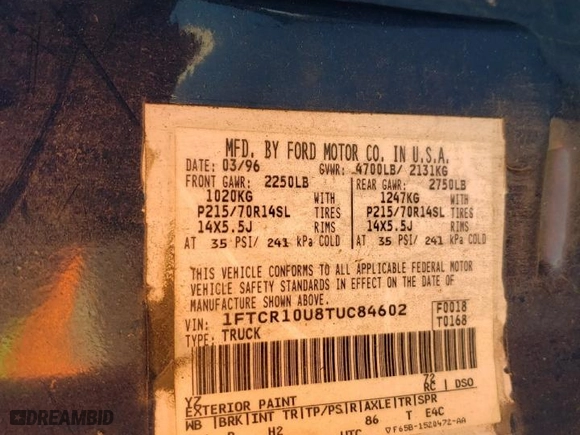 MFD. BY FORD MOTOR CO. IN U.S.A.
DATE: 03/96 GVWR: 4700LB/ 2131KG
FRONT GAWR: 2250LB REAR GAWR: 2750LB
1020KG WITH 1247KG WITH
P215/70R14SL TIRES P215/70R14SL TIRES
14X5.5J RIMS 14X5.5J RIMS
AT 35 PSI/ 241 kPa COLD AT 35 PSI/ 241 kPa COLD
THIS VEHICLE CONFORMS TO ALL APPLICABLE FEDERAL MOTOR
VEHICLE SAFETY STANDARDS IN EFFECT ON THE DATE OF
MANUFACTURE SHOWN ABOVE.
VIN: 1FTCR10U8TUC84602 F0018
TYPE: TRUCK T0168
72
YZ RC DSO
EXTERIOR PAINT
WB BRK INT TR TP/PS R AXLE TR SPR
H2 86 T E4C
UTC F65B-1520472-AA
DREAMBID